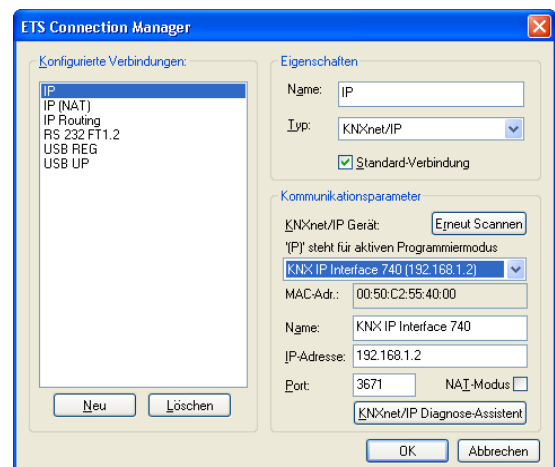 ETS Connection Manager
Konfigurierte Verbindungen:
IP
IP (NAT)
IP Routing
RS 232 FT1.2
USB REG
USB UP
Neu
Löschen
Eigenschaften
Name: IP
Typ: KNXnet/IP
Standard-Verbindung
Kommunikationsparameter
KNXnet/IP Gerät: Erneut Scannen
'(P)' steht für aktiven Programmiermodus
KNX IP Interface 740 (192.168.1.2)
MAC-Adr.: 00:50:C2:55:40:00
Name: KNX IP Interface 740
IP-Adresse: 192.168.1.2
Port: 3671 NAT-Modus
KNXnet/IP Diagnose-Assistent
OK Abbrechen